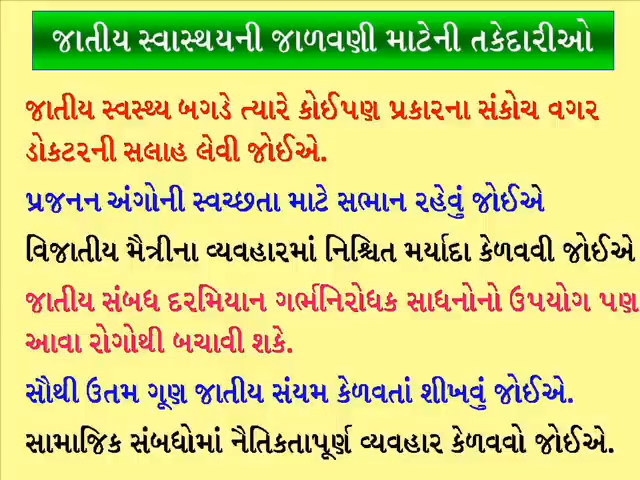 જાતીય સ્વાસ્થયની જાળવણી માટેની તકેદારીઓ
જાતીય સ્વસ્થ્ય બગડે ત્યારે કોઈપણ પ્રકારના સંકોચ વગર
ડોકટરની સલાહ લેવી જોઈએ.
પ્રજનન અંગોની સ્વચ્છતા માટે સભાન રહેવું જોઈએ
વિજાતીય મૈત્રીના વ્યવહારમાં નિશ્ચિત મર્યાદા કેળવવી જોઈએ
જાતીય સંબધ દરમિયાન ગર્ભનિરોધક સાધનોનો ઉપયોગ પણ
આવા રોગોથી બચાવી શકે.
સૌથી ઉતમ ગૂણ જાતીય સંયમ કેળવતાં શીખવું જોઈએ.
સામાજિક સંબધોમાં નૈતિકતાપૂર્ણ વ્યવહાર કેળવવો જોઈએ.